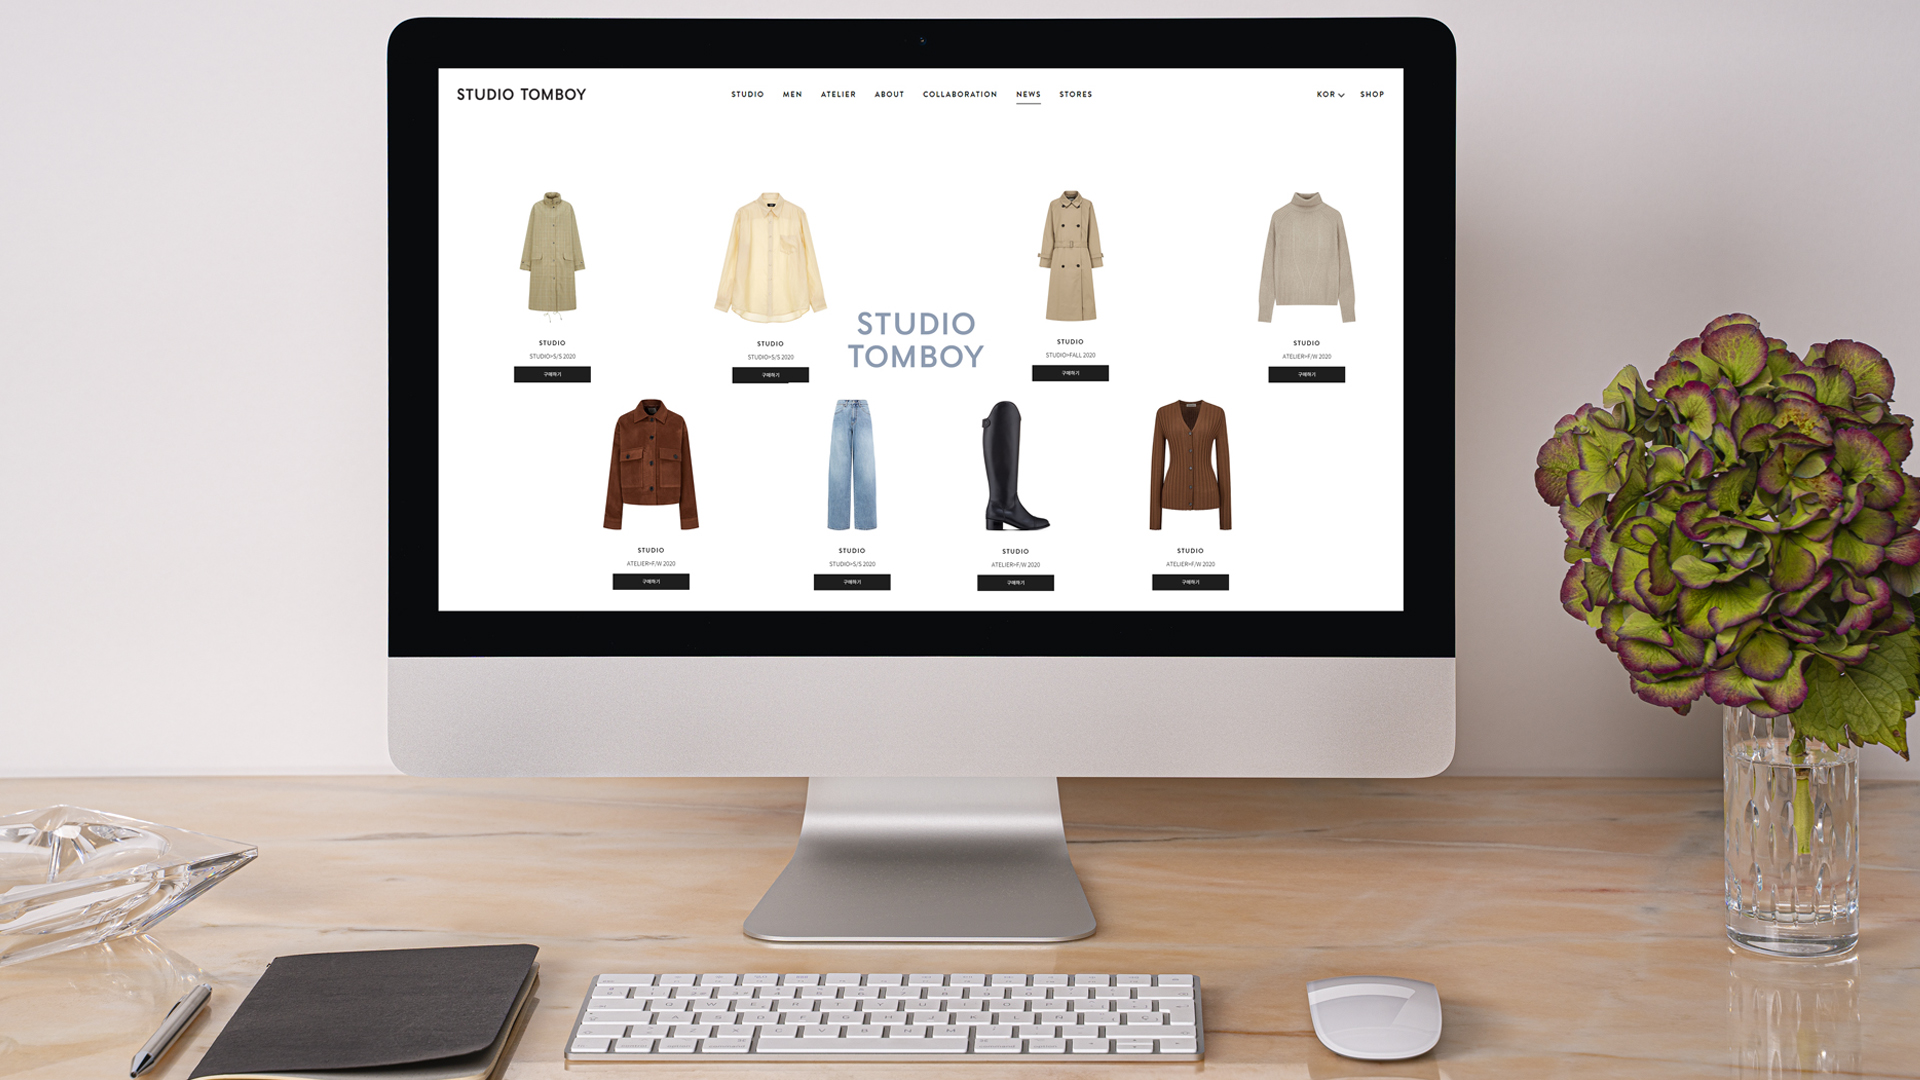 STUDIO TOMBOY
STUDIO MEN ATELIER ABOUT COLLABORATION NEWS STORES
KOR SHOP
STUDIO
STUDIO>S/S 2020
구매하기
STUDIO
STUDIO>S/S 2020
구매하기
STUDIO
TOMBOY
STUDIO
STUDIO>FALL 2020
구매하기
STUDIO
ATELIER>F/W 2020
구매하기
STUDIO
ATELIER>F/W 2020
구매하기
STUDIO
STUDIO>S/S 2020
구매하기
STUDIO
ATELIER>F/W 2020
구매하기
STUDIO
ATELIER>F/W 2020
구매하기